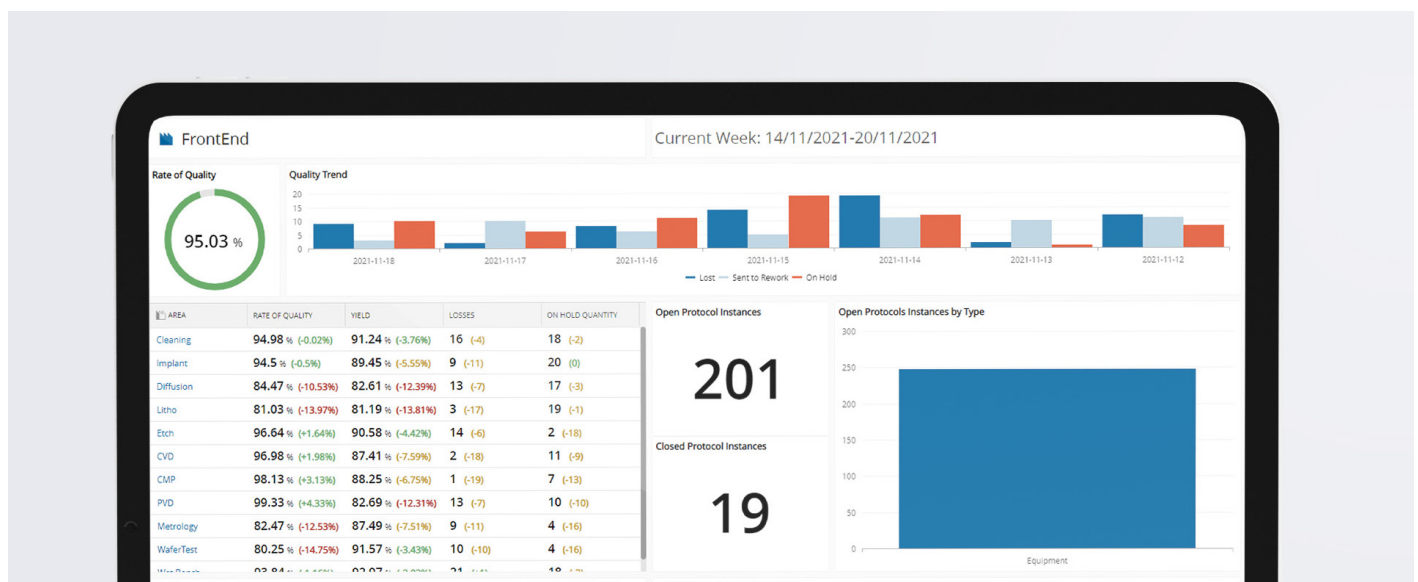 FrontEnd
Current Week: 14/11/2021-20/11/2021
Rate of Quality
95.03 %
Quality Trend
20
15
10
5
0
2021-11-18 2021-11-17 2021-11-16 2021-11-15 2021-11-14 2021-11-13 2021-11-12
Lost Sent to Rework On Hold
AREA RATE OF QUALITY YIELD LOSSES ON HOLD QUANTITY
Cleaning 94.98 % (-0.02%) 91.24 % (-3.76%) 16 (-4) 18 (-2)
Implant 94.5 % (-0.5%) 89.45 % (-5.55%) 9 (-11) 20 (0)
Diffusion 84.47 % (-10.53%) 82.61 % (-12.39%) 13 (-7) 17 (-3)
Litho 81.03 % (-13.97%) 81.19 % (-13.81%) 3 (-17) 19 (-1)
Etch 96.64 % (+1.64%) 90.58 % (-4.42%) 14 (-6) 2 (-18)
CVD 96.98 % (+1.98%) 87.41 % (-7.59%) 2 (-18) 11 (-9)
CMP 98.13 % (+3.13%) 88.25 % (-6.75%) 1 (-19) 7 (-13)
PVD 99.33 % (+4.33%) 82.69 % (-12.31%) 13 (-7) 10 (-10)
Metrology 82.47 % (-12.53%) 87.49 % (-7.51%) 9 (-11) 4 (-16)
WaferTest 80.25 % (-14.75%) 91.57 % (-3.43%) 10 (-10) 4 (-16)
Open Protocol Instances
201
Closed Protocol Instances
19
Open Protocols Instances by Type
300
250
200
150
100
50
0
Equipment